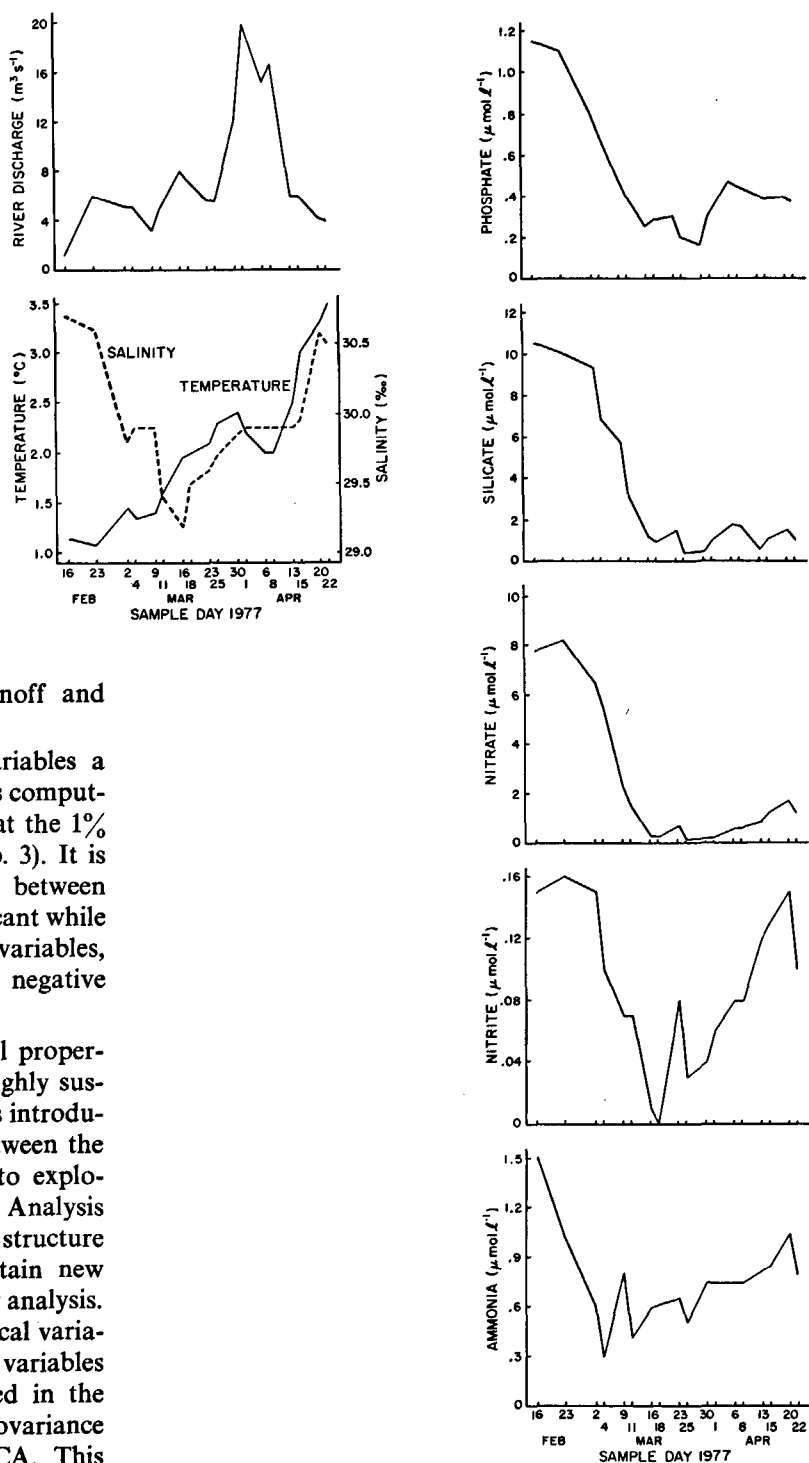 RIVER DISCHARGE (m³ s⁻¹)
20
16
12
8
4
0
TEMPERATURE (°C)
3.5
3.0
2.5
2.0
1.5
1.0
SALINITY
TEMPERATURE
30.5
30.0
29.5
29.0
SALINITY (‰)
16 23 2 9 16 23 30 6 13 20
4 11 18 25 1 8 15 22
FEB MAR APR
SAMPLE DAY 1977
noff and
riables a
s comput-
at the 1%
o. 3). It is
between
cant while
variables,
negative
l proper-
ghly sus-
s introdu-
tween the
to explo-
Analysis
structure
tain new
analysis.
cal varia-
variables
ed in the
ovariance
CA. This
PHOSPHATE (µmol ℓ⁻¹)
1.2
1.0
.8
.6
.4
.2
0
SILICATE (µmol ℓ⁻¹)
12
10
8
6
4
2
0
NITRATE (µmol ℓ⁻¹)
10
8
6
4
2
0
NITRITE (µmol ℓ⁻¹)
.16
.12
.08
.04
0
AMMONIA (µmol ℓ⁻¹)
1.5
1.2
.9
.6
.3
0
16 23 2 9 16 23 30 6 13 20
4 11 18 25 1 8 15 22
FEB MAR APR
SAMPLE DAY 1977